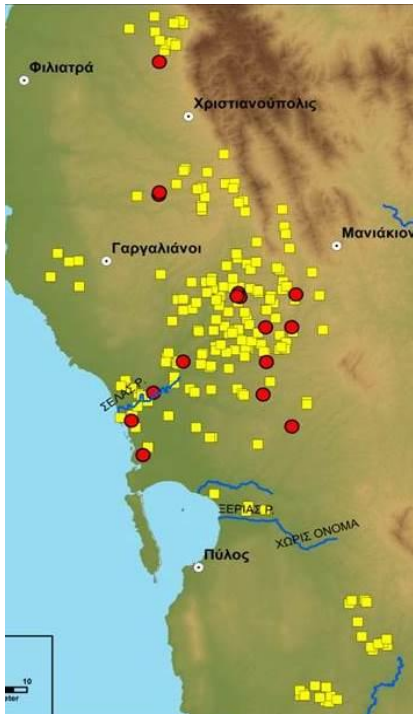 Φιλιατρά
Χριστιανούπολις
Μανιάκιον
Γαργαλιάνοι
ΣΕΛΑΣ Ρ.
ΞΕΡΙΑΣ Ρ.
ΧΩΡΙΣ ΟΝΟΜΑ
Πύλος
10